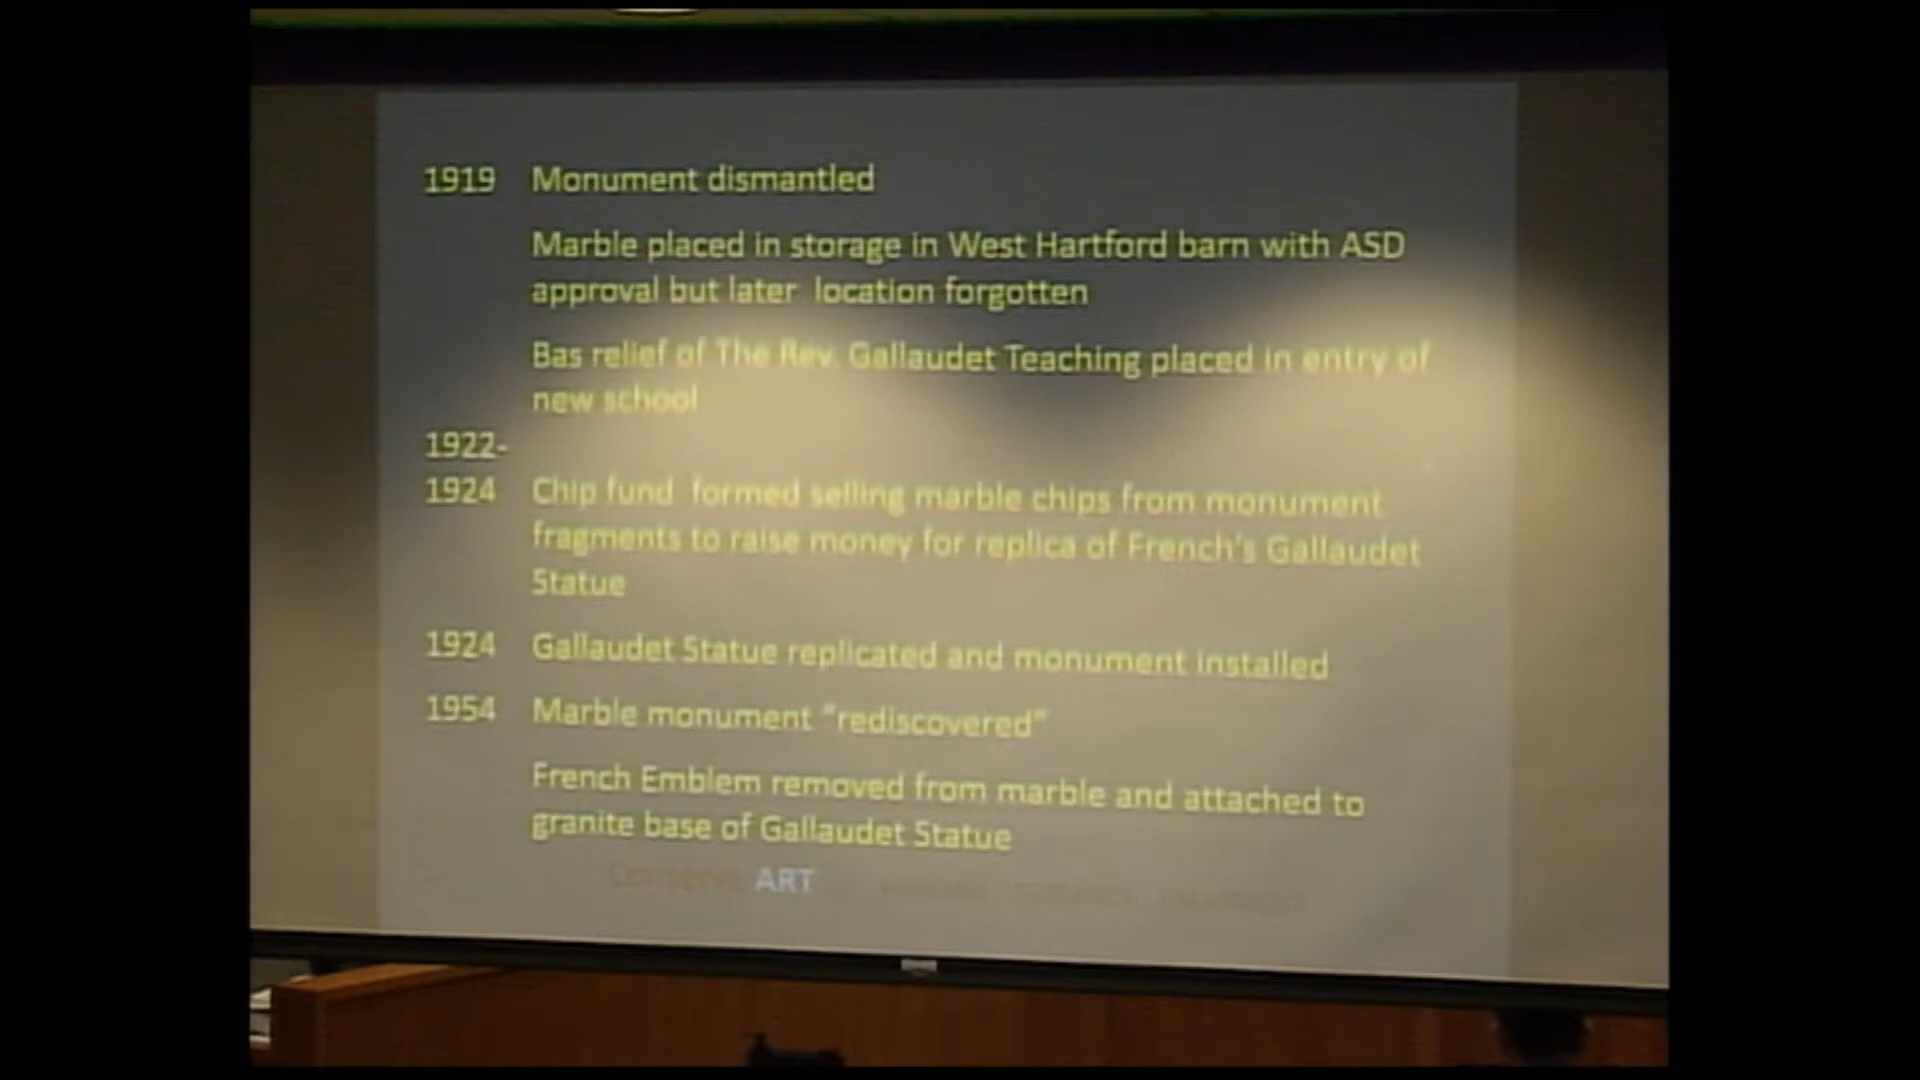 1919 Monument dismantled
Marble placed in storage in West Hartford barn with ASD
approval but later location forgotten
Bas relief of The Rev. Gallaudet Teaching placed in entry of
new school
1922-
1924 Chip fund formed selling marble chips from monument
fragments to raise money for replica of French's Gallaudet
Statue
1924 Gallaudet Statue replicated and monument installed
1954 Marble monument "rediscovered"
French Emblem removed from marble and attached to
granite base of Gallaudet Statue
Conserve ART